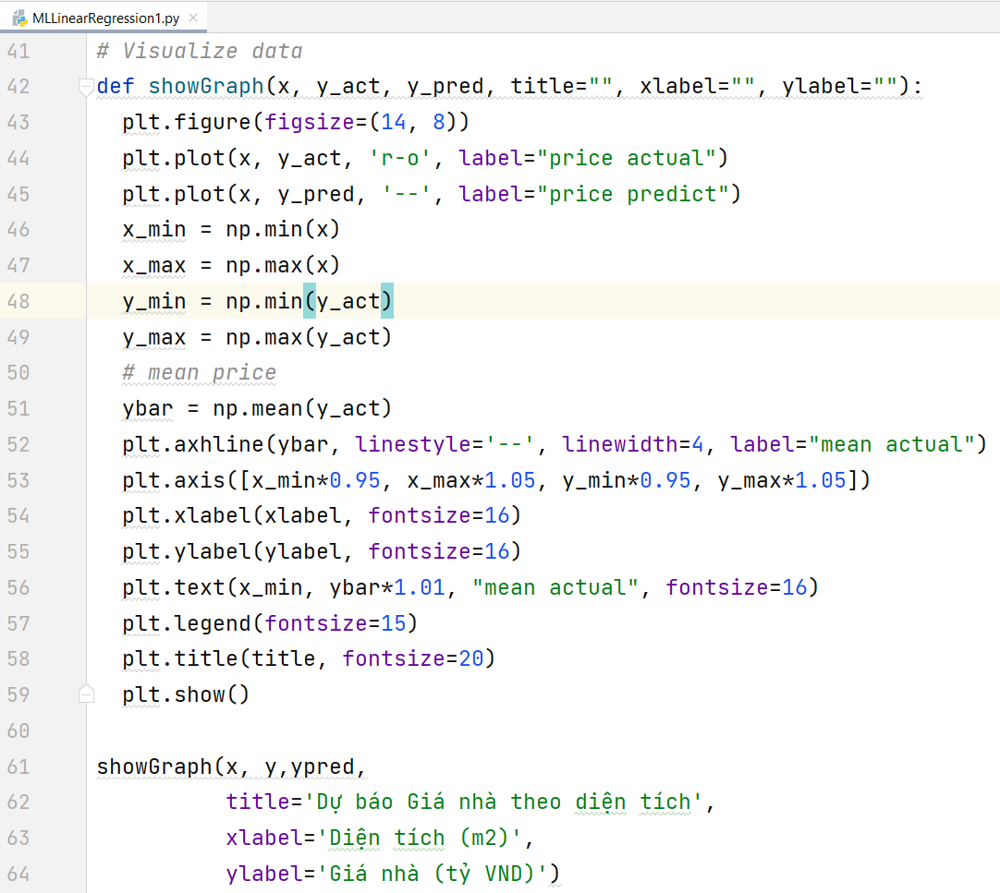 MLLinearRegression1.py
41 # Visualize data
42 def showGraph(x, y_act, y_pred, title="", xlabel="", ylabel=""):
43   plt.figure(figsize=(14, 8))
44   plt.plot(x, y_act, 'r-o', label="price actual")
45   plt.plot(x, y_pred, '--', label="price predict")
46   x_min = np.min(x)
47   x_max = np.max(x)
48   y_min = np.min(y_act)
49   y_max = np.max(y_act)
50   # mean price
51   ybar = np.mean(y_act)
52   plt.axhline(ybar, linestyle='--', linewidth=4, label="mean actual")
53   plt.axis([x_min*0.95, x_max*1.05, y_min*0.95, y_max*1.05])
54   plt.xlabel(xlabel, fontsize=16)
55   plt.ylabel(ylabel, fontsize=16)
56   plt.text(x_min, ybar*1.01, "mean actual", fontsize=16)
57   plt.legend(fontsize=15)
58   plt.title(title, fontsize=20)
59   plt.show()
60
61 showGraph(x, y,ypred,
62           title='Dự báo Giá nhà theo diện tích',
63           xlabel='Diện tích (m2)',
64           ylabel='Giá nhà (tỷ VND)')